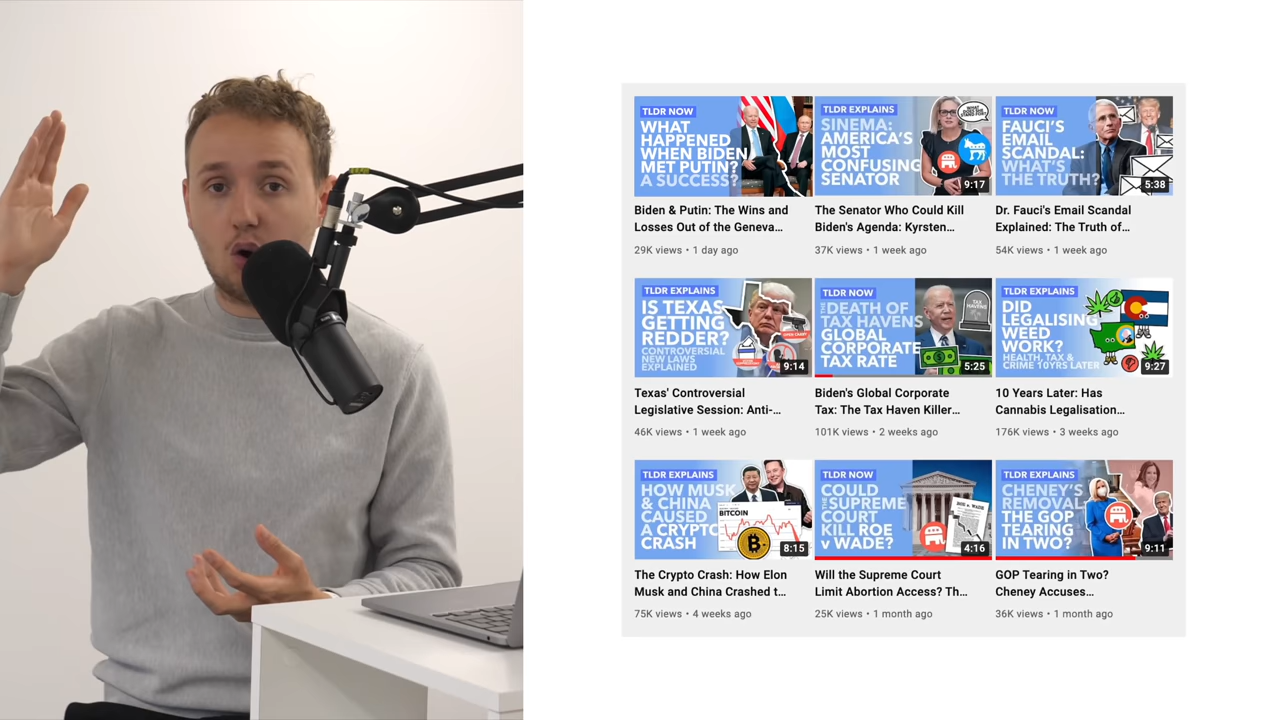 TLDR NOW
WHAT
HAPPENED
WHEN BIDEN
MET PUTIN?
A SUCCESS?
Biden & Putin: The Wins and
Losses Out of the Geneva...
29K views • 1 day ago
TLDR EXPLAINS
SINEMA:
AMERICA'S
MOST
CONFUSING
SENATOR
9:17
The Senator Who Could Kill
Biden's Agenda: Kyrsten...
37K views • 1 week ago
TLDR NOW
FAUCI'S
EMAIL
SCANDAL:
WHAT'S
THE TRUTH?
5:38
Dr. Fauci's Email Scandal
Explained: The Truth of...
54K views • 1 week ago
TLDR EXPLAINS
IS TEXAS
GETTING
REDDER?
CONTROVERSIAL
NEW LAWS
EXPLAINED
9:14
Texas' Controversial
Legislative Session: Anti-...
46K views • 1 week ago
TLDR NOW
THE DEATH OF
TAX HAVENS
GLOBAL
CORPORATE
TAX RATE
TAX
HAVENS
5:25
Biden's Global Corporate
Tax: The Tax Haven Killer...
101K views • 2 weeks ago
TLDR EXPLAINS
DID
LEGALISING
WEED
WORK?
HEALTH, TAX &
CRIME 10YRS LATER
9:27
10 Years Later: Has
Cannabis Legalisation...
176K views • 3 weeks ago
TLDR EXPLAINS
HOW MUSK
& CHINA
CAUSED
A CRYPTO
CRASH
BITCOIN
8:15
The Crypto Crash: How Elon
Musk and China Crashed t...
75K views • 4 weeks ago
TLDR NOW
COULD
THE SUPREME
COURT
KILL ROE
v WADE?
ROE v. WADE
4:16
Will the Supreme Court
Limit Abortion Access? Th...
25K views • 1 month ago
TLDR EXPLAINS
CHENEY'S
REMOVAL
THE GOP
TEARING
IN TWO?
9:11
GOP Tearing in Two?
Cheney Accuses...
36K views • 1 month ago